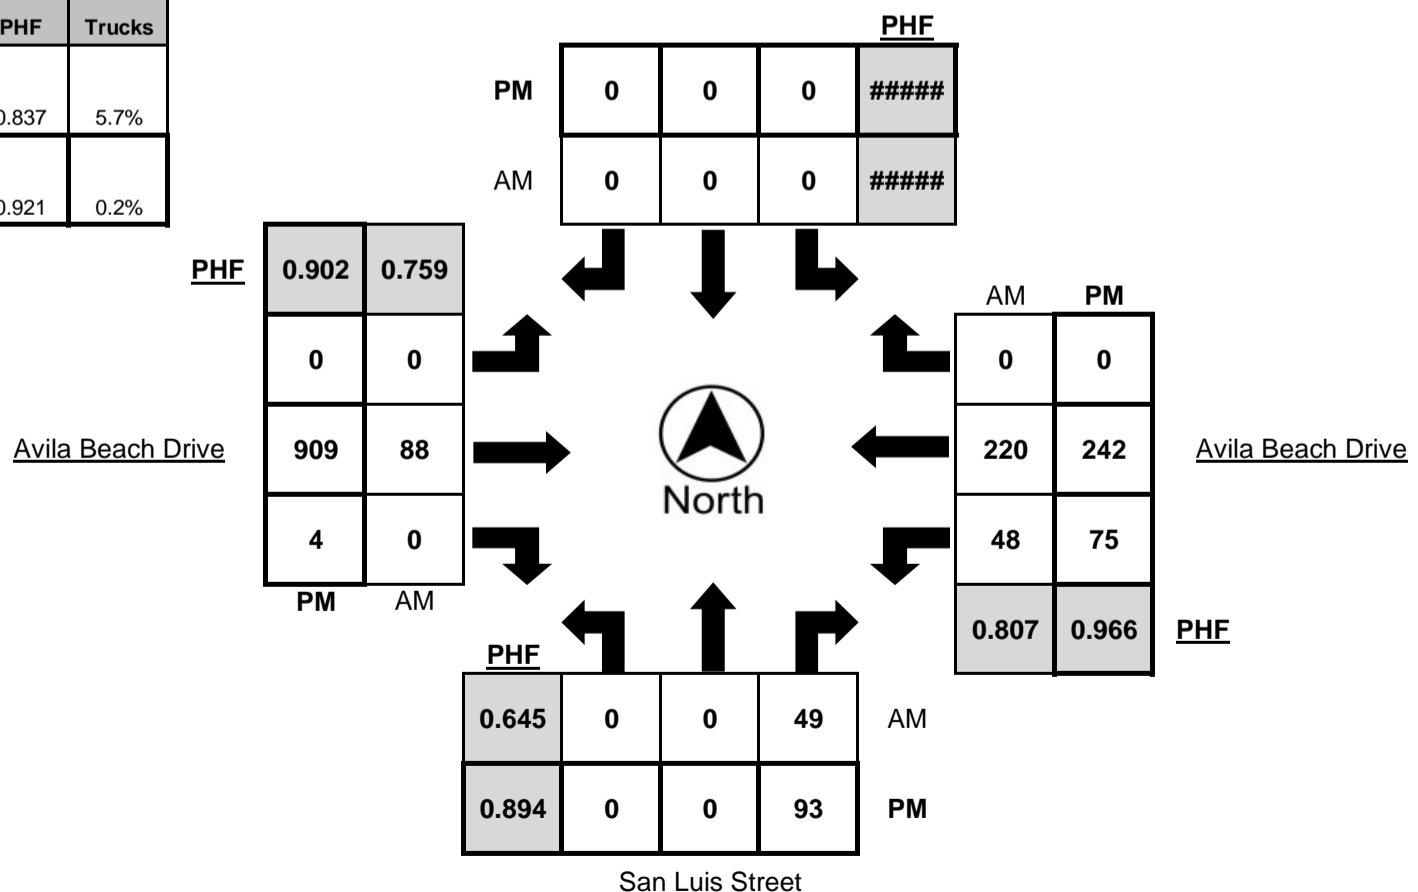 PHF Trucks
0.837 5.7%
0.921 0.2%
PHF
PM 0 0 0 #####
AM 0 0 0 #####
PHF 0.902 0.759
0 0
Avila Beach Drive 909 88
4 0
PM AM
North
AM PM
0 0
220 242 Avila Beach Drive
48 75
0.807 0.966 PHF
PHF
0.645 0 0 49 AM
0.894 0 0 93 PM
San Luis Street